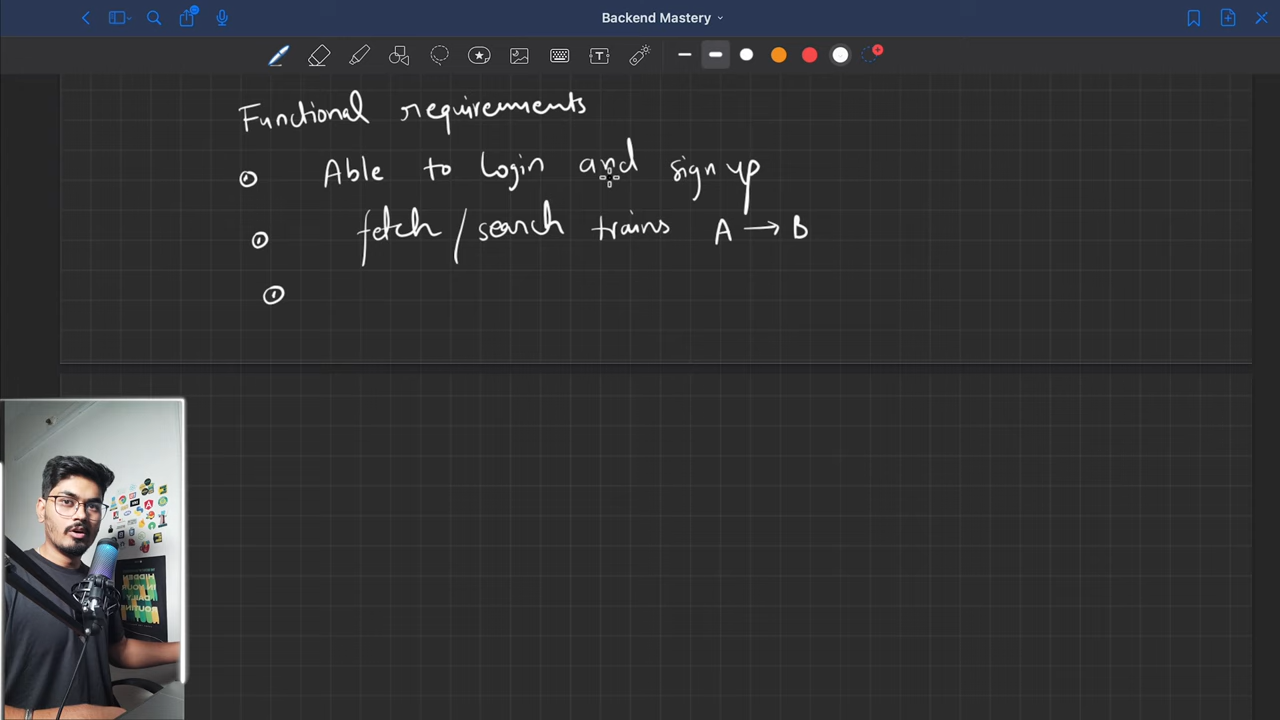 Backend Mastery
Functional requirements
Able to Login and sign up
fetch / search trains A → B